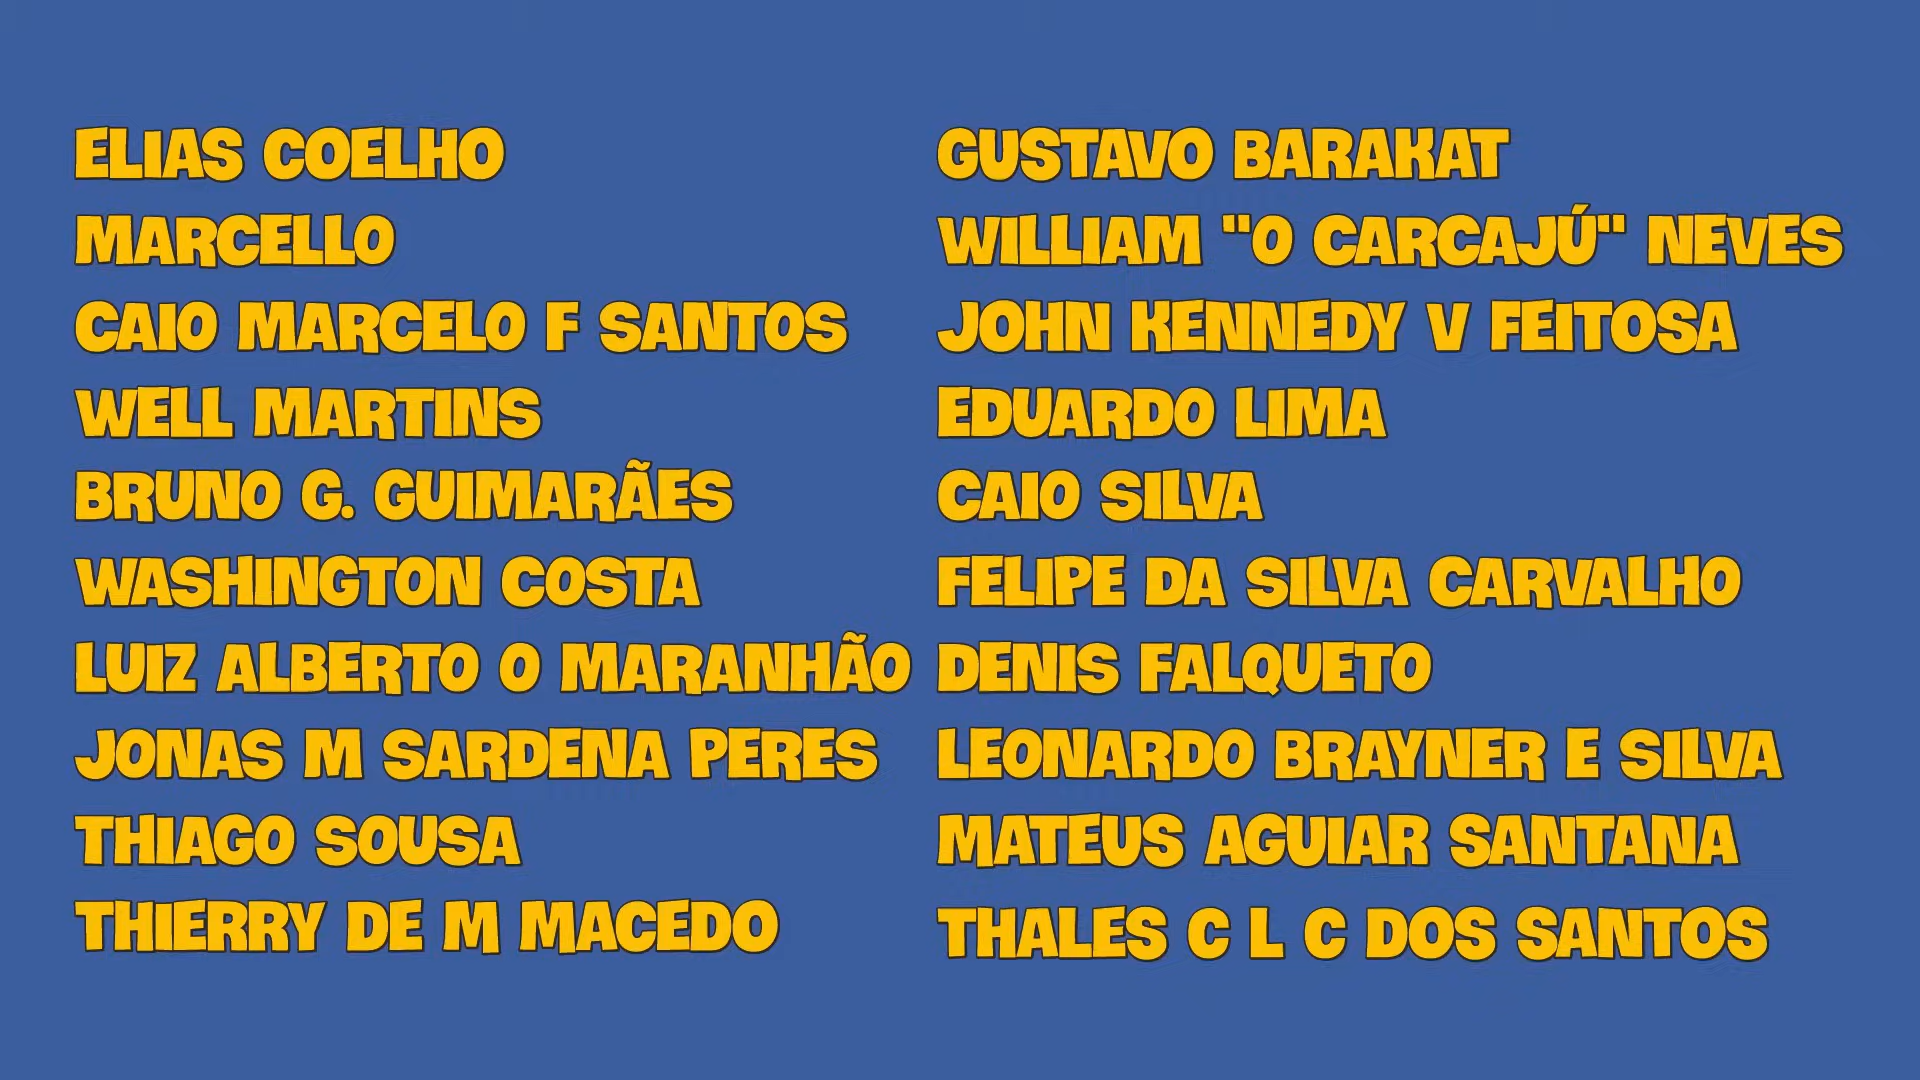 ELIAS COELHO
MARCELLO
CAIO MARCELO F SANTOS
WELL MARTINS
BRUNO G. GUIMARÃES
WASHINGTON COSTA
LUIZ ALBERTO O MARANHÃO
JONAS M SARDENA PERES
THIAGO SOUSA
THIERRY DE M MACEDO
GUSTAVO BARAKAT
WILLIAM "O CARCAJÚ" NEVES
JOHN KENNEDY V FEITOSA
EDUARDO LIMA
CAIO SILVA
FELIPE DA SILVA CARVALHO
DENIS FALQUETO
LEONARDO BRAYNER E SILVA
MATEUS AGUIAR SANTANA
THALES C L C DOS SANTOS